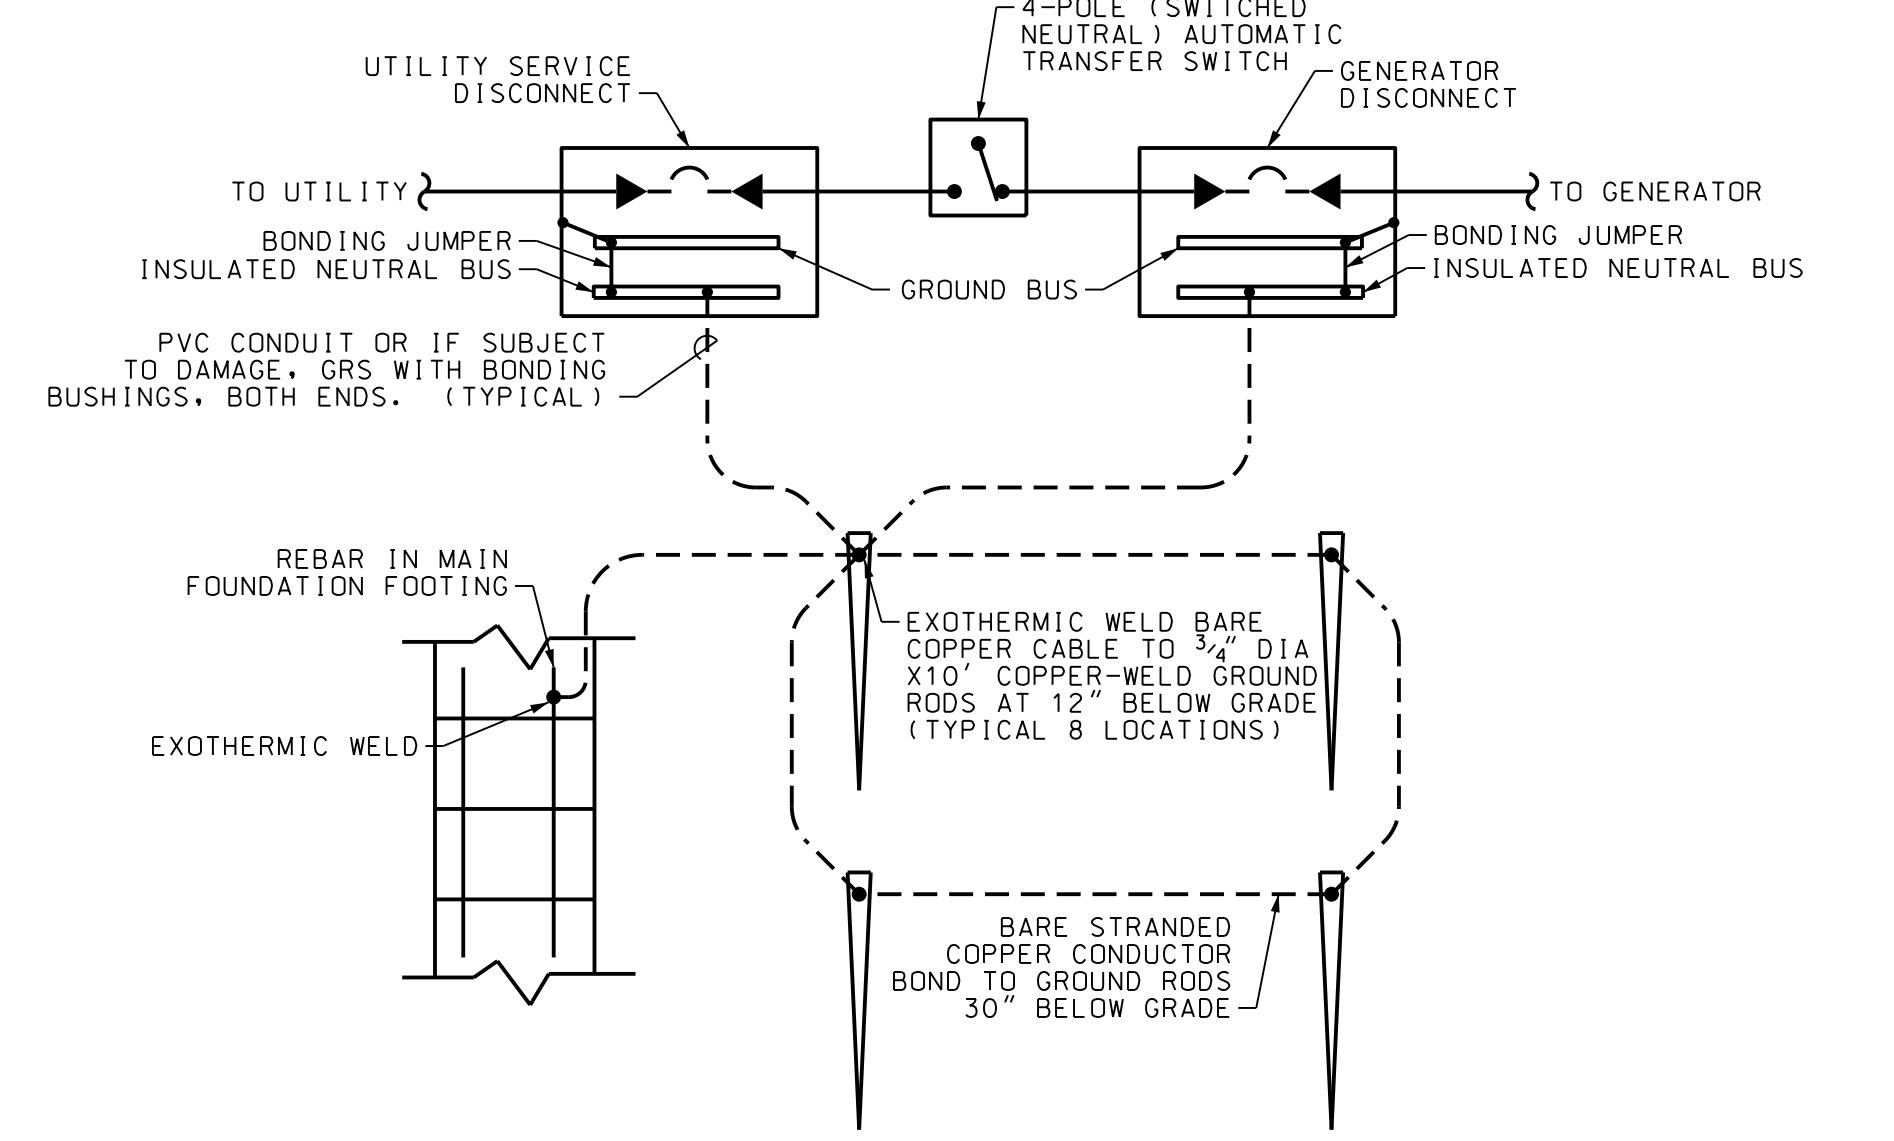 4-POLE (SWITCHED
NEUTRAL) AUTOMATIC
TRANSFER SWITCH
UTILITY SERVICE
DISCONNECT
GENERATOR
DISCONNECT
TO UTILITY
TO GENERATOR
BONDING JUMPER
INSULATED NEUTRAL BUS
GROUND BUS
BONDING JUMPER
INSULATED NEUTRAL BUS
PVC CONDUIT OR IF SUBJECT
TO DAMAGE, GRS WITH BONDING
BUSHINGS, BOTH ENDS. (TYPICAL)
REBAR IN MAIN
FOUNDATION FOOTING
EXOTHERMIC WELD
EXOTHERMIC WELD BARE
COPPER CABLE TO 3/4" DIA
X10' COPPER-WELD GROUND
RODS AT 12" BELOW GRADE
(TYPICAL 8 LOCATIONS)
BARE STRANDED
COPPER CONDUCTOR
BOND TO GROUND RODS
30" BELOW GRADE